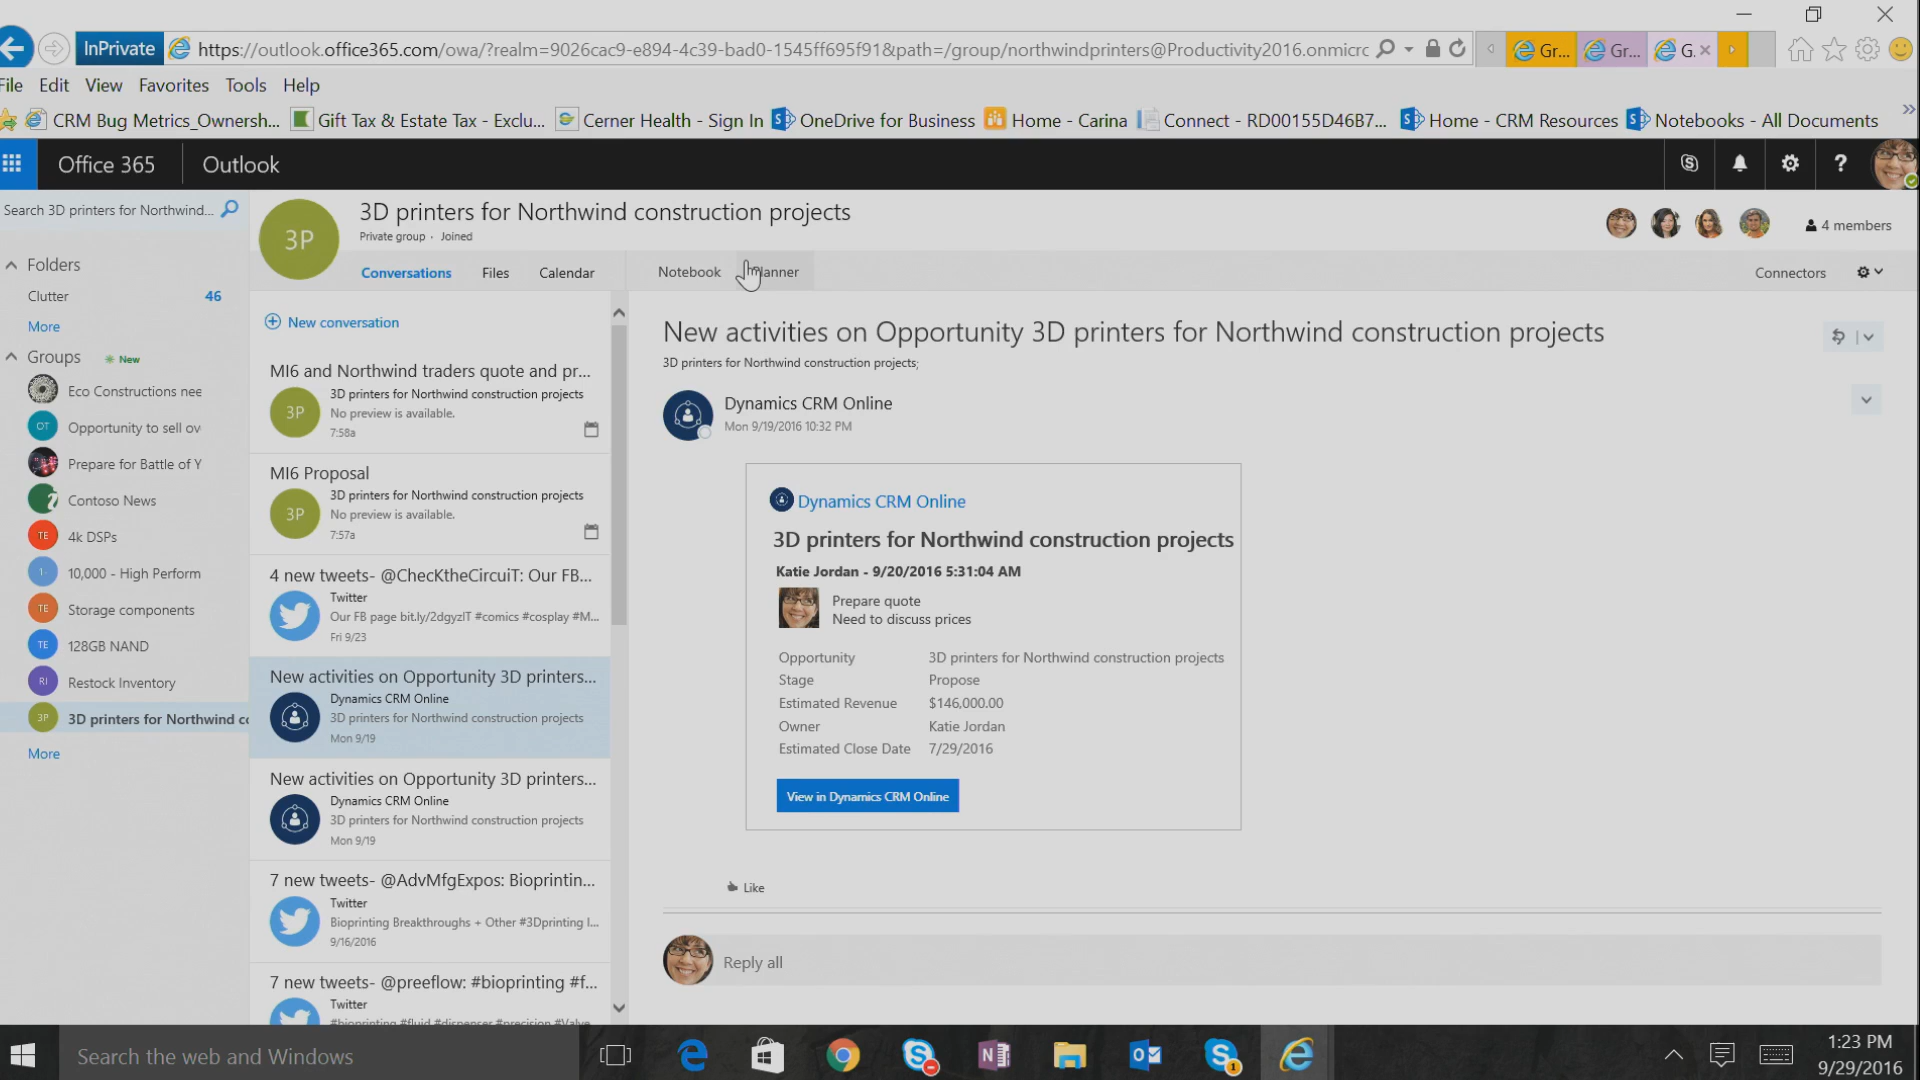 InPrivate
https://outlook.office365.com/owa/?realm=9026cac9-e894-4c39-bad0-1545ff695f91&path=/group/northwindprinters@Productivity2016.onmicrc
Gr...
Gr...
G.
File Edit View Favorites Tools Help
CRM Bug Metrics_Ownersh...
Gift Tax & Estate Tax - Exclu...
Cerner Health - Sign In
OneDrive for Business
Home - Carina
Connect - RD00155D46B7...
Home - CRM Resources
Notebooks - All Documents
Office 365
Outlook
?
Search 3D printers for Northwind...
Folders
Clutter 46
More
Groups New
Eco Constructions nee
OT Opportunity to sell ov
Prepare for Battle of Y
Contoso News
TE 4k DSPs
1- 10,000 - High Perform
TE Storage components
TE 128GB NAND
RI Restock Inventory
3P 3D printers for Northwind co
More
3P
3D printers for Northwind construction projects
Private group · Joined
4 members
Conversations Files Calendar Notebook Planner
Connectors
New conversation
MI6 and Northwind traders quote and pr...
3P
3D printers for Northwind construction projects
No preview is available.
7:58a
MI6 Proposal
3P
3D printers for Northwind construction projects
No preview is available.
7:57a
4 new tweets- @ChecKtheCircuiT: Our FB...
Twitter
Our FB page bit.ly/2dgyzlT #comics #cosplay #M...
Fri 9/23
New activities on Opportunity 3D printers...
Dynamics CRM Online
3D printers for Northwind construction projects
Mon 9/19
New activities on Opportunity 3D printers...
Dynamics CRM Online
3D printers for Northwind construction projects
Mon 9/19
7 new tweets- @AdvMfgExpos: Bioprintin...
Twitter
Bioprinting Breakthroughs + Other #3Dprinting I...
9/16/2016
7 new tweets- @preeflow: #bioprinting #f...
Twitter
#bioprinting #fluid #dispenser #precision #Valve
New activities on Opportunity 3D printers for Northwind construction projects
3D printers for Northwind construction projects;
Dynamics CRM Online
Mon 9/19/2016 10:32 PM
Dynamics CRM Online
3D printers for Northwind construction projects
Katie Jordan - 9/20/2016 5:31:04 AM
Prepare quote
Need to discuss prices
Opportunity 3D printers for Northwind construction projects
Stage Propose
Estimated Revenue $146,000.00
Owner Katie Jordan
Estimated Close Date 7/29/2016
View in Dynamics CRM Online
Like
Reply all
Search the web and Windows
1:23 PM
9/29/2016